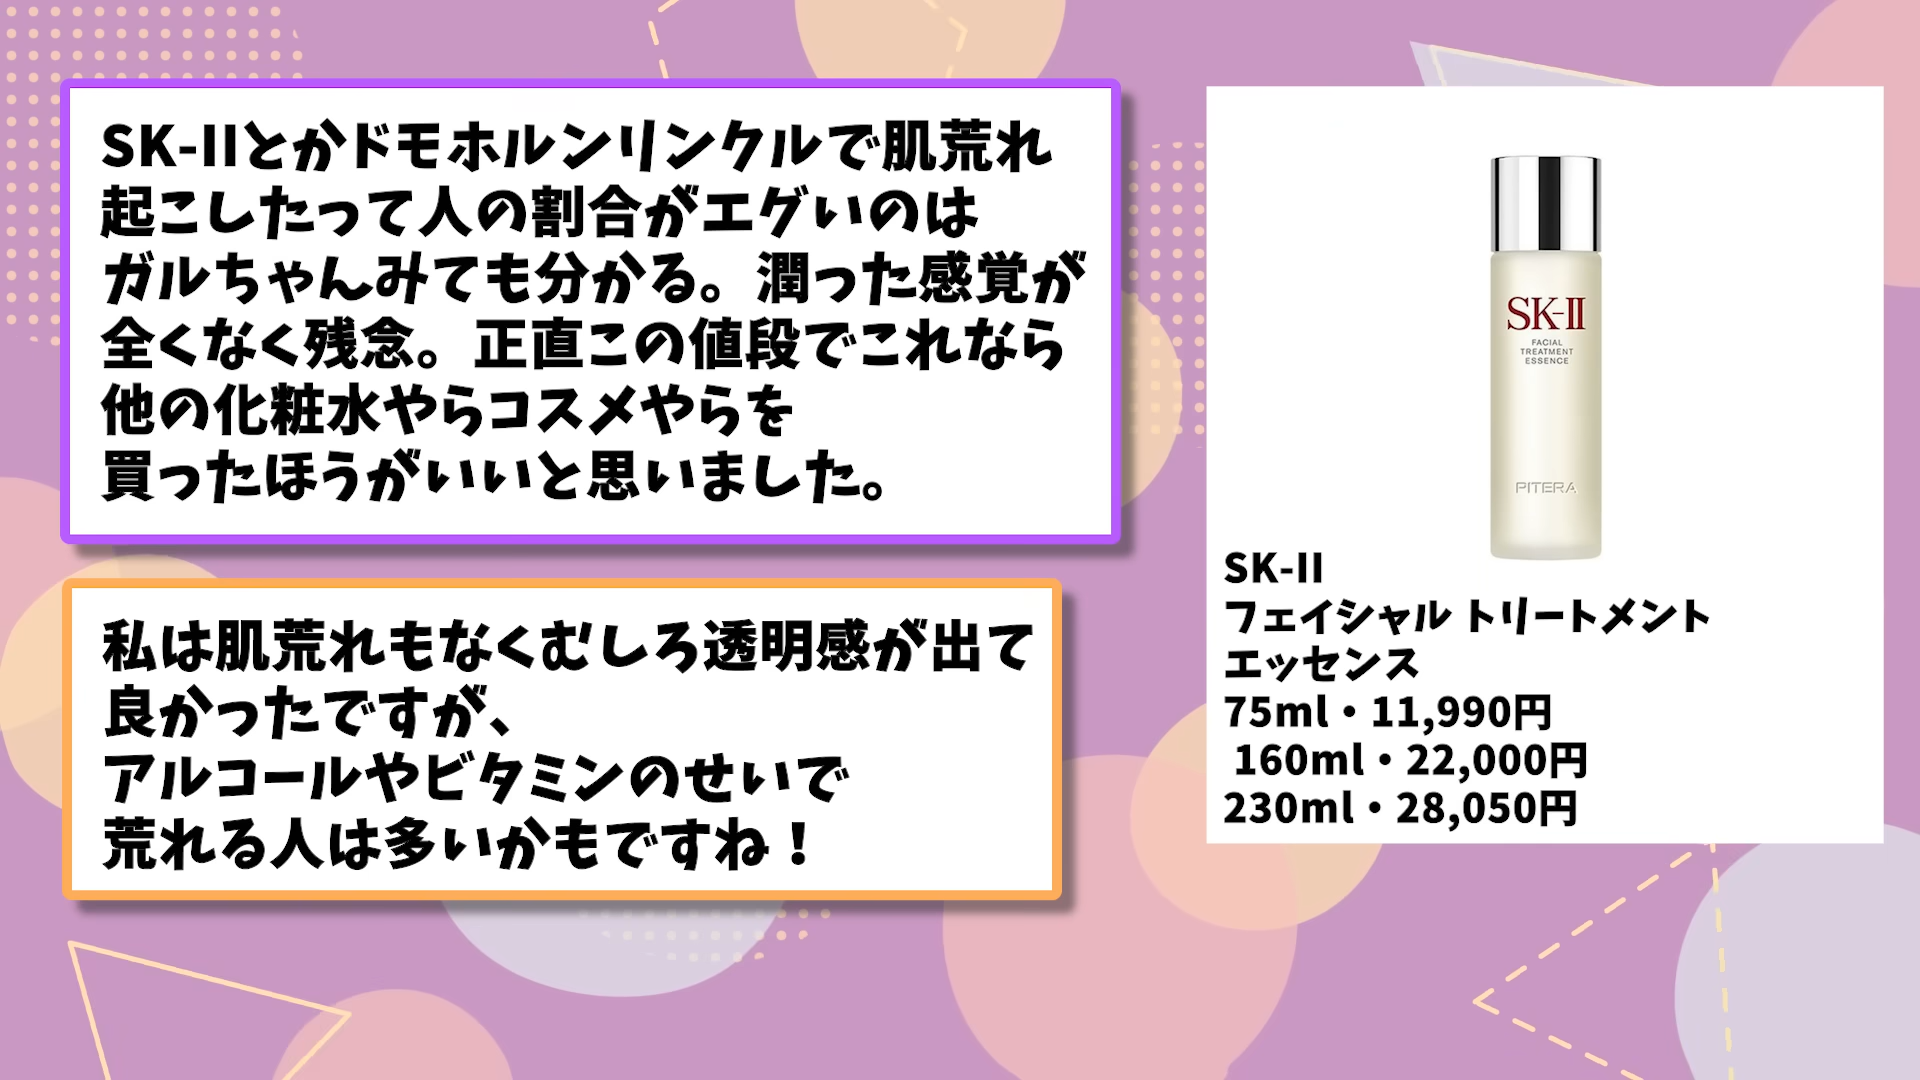 SK-IIとかドモホルンリンクルで肌荒れ
起こしたって人の割合がエグいのは
ガルちゃんみても分かる。潤った感覚が
全くなく残念。正直この値段でこれなら
他の化粧水やらコスメやらを
買ったほうがいいと思いました。
私は肌荒れもなくむしろ透明感が出て
良かったですが、
アルコールやビタミンのせいで
荒れる人は多いかもですね！
SK-II
FACIAL
TREATMENT
ESSENCE
PITERA
SK-II
フェイシャル トリートメント
エッセンス
75ml・11,990円
160ml・22,000円
230ml・28,050円